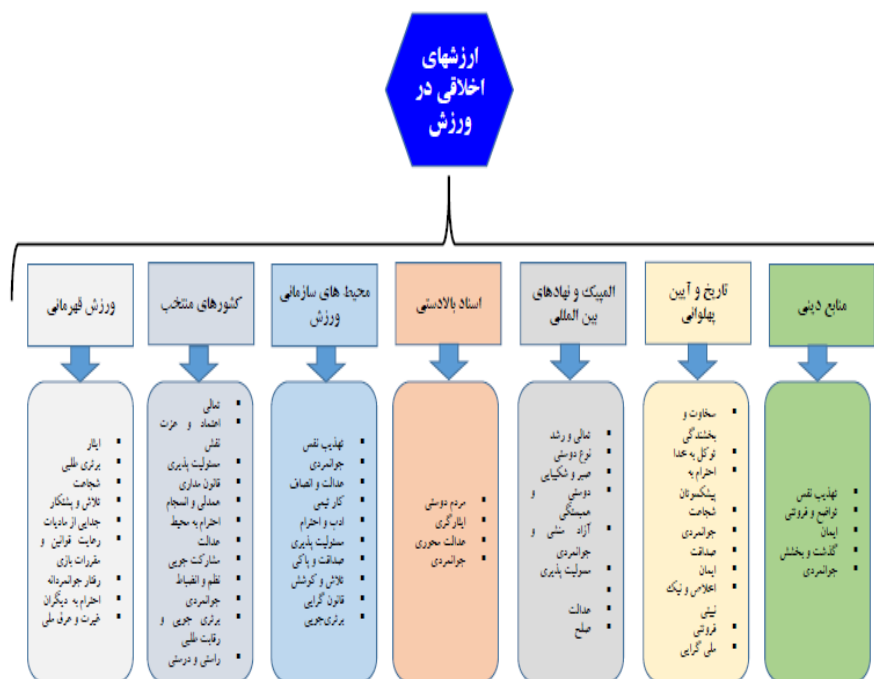 ارزشهای
اخلاقی در
ورزش
منابع دینی
تهذیب نفس
تواضع و فروتنی
ایمان
گذشت و بخشش
جوانمردی
تاریخ و آیین
پهلوانی
سخاوت و
بخشندگی
توکل به خدا
احترام به
پیشکسوتان
شجاعت
جوانمردی
صداقت
ایمان
اخلاص و نیک
نیتی
فروتنی
ملی گرایی
المپیک و نهادهای
بین المللی
تعالی و رشد
نوع دوستی
صبر و شکیبایی
دوستی و
همبستگی
آزاد منشی و
جوانمردی
مسولیت پذیری
عدالت
صلح
اسناد بالادستی
مردم دوستی
ایثارگری
عدالت محوری
جوانمردی
محیط های سازمانی
ورزش
تهذیب نفس
جوانمردی
عدالت و انصاف
کار تیمی
ادب و احترام
مسئولیت پذیری
صداقت و پاکی
تلاش و کوشش
قانون گرایی
برتری‌جویی
کشورهای منتخب
تعالی
اعتماد و عزت
نفس
مسئولیت پذیری
قانون مداری
همدلی و انسجام
احترام به محیط
عدالت
مشارکت جویی
نظم و انضباط
جوانمردی
برتری جویی و
رقابت طلبی
راستی و درستی
ورزش قهرمانی
ایثار
برتری طلبی
شجاعت
تلاش و پشتکار
جدایی از مادیات
رعایت قوانین و
مقررات بازی
رفتار جوانمردانه
احترام به دیگران
غیرت و عرق ملی